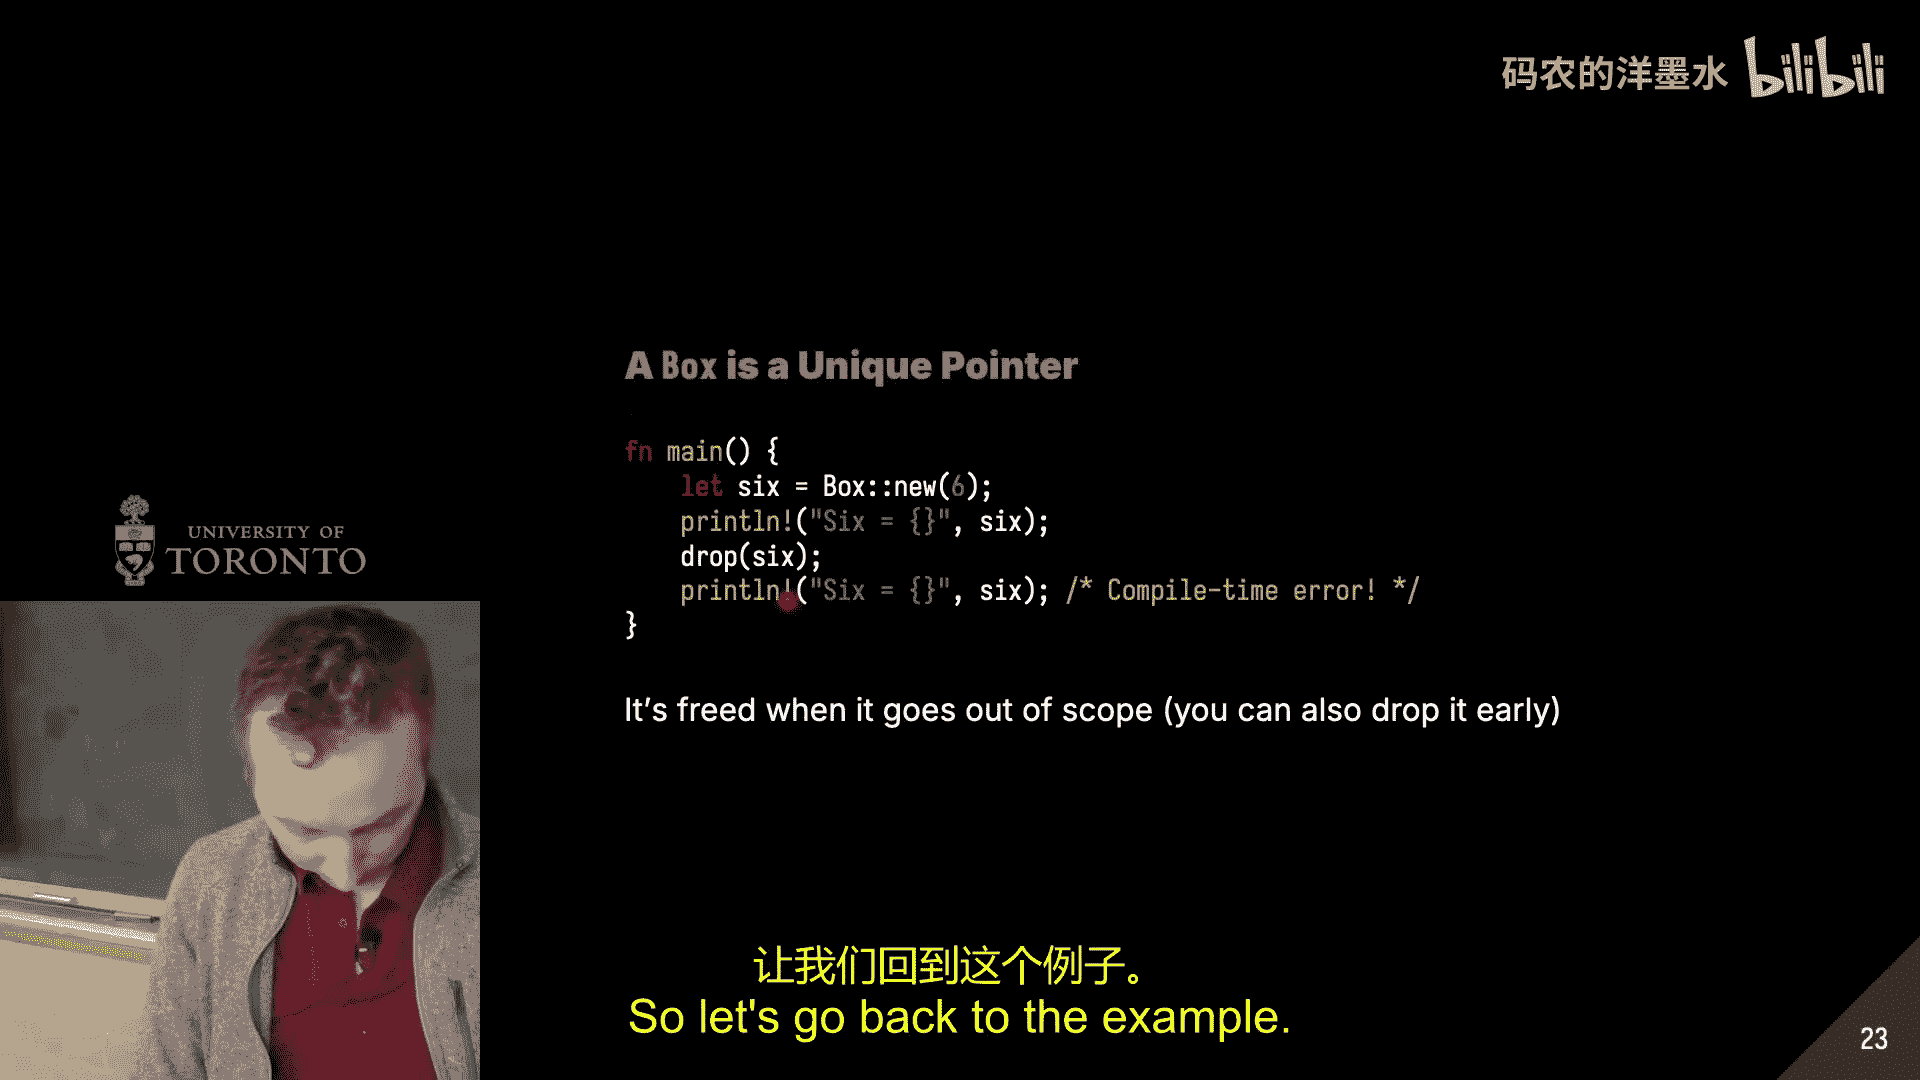 码农的洋墨水 bilibili
A Box is a Unique Pointer
fn main() {
    let six = Box::new(6);
    println!("Six = {}", six);
    drop(six);
    println!("Six = {}", six); /* Compile-time error! */
}
It's freed when it goes out of scope (you can also drop it early)
UNIVERSITY OF
TORONTO
让我们回到这个例子。
So let's go back to the example.
23